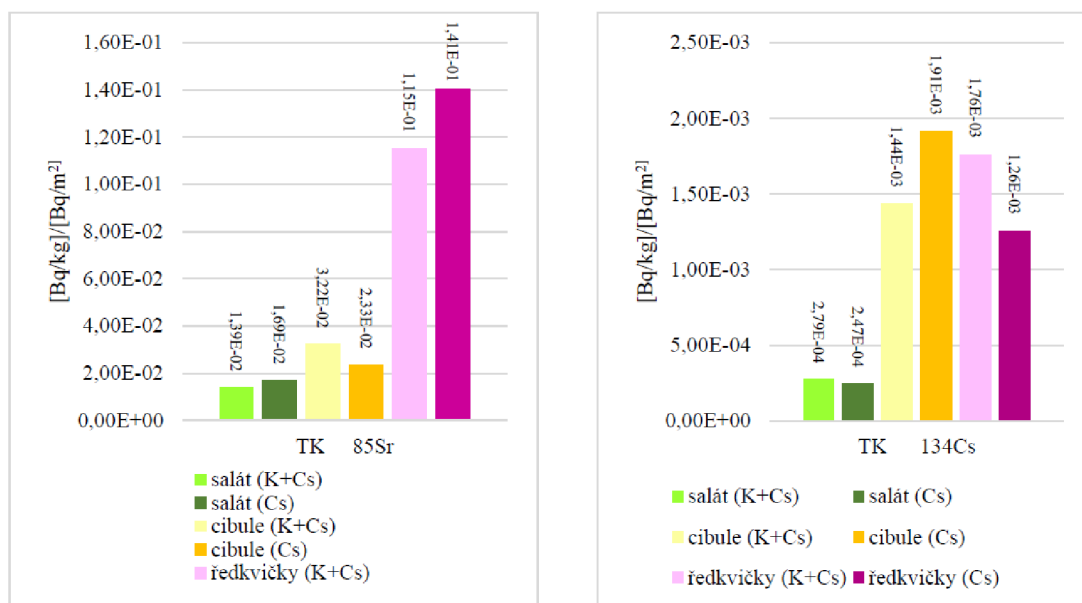 1,60E-01
1,40E-01
1,20E-01
1,00E-01
8,00E-02
6,00E-02
4,00E-02
2,00E-02
0,00E+00
[Bq/kg]/[Bq/m²]
1,39E-02
1,69E-02
3,22E-02
2,33E-02
1,15E-01
1,41E-01
TK 85Sr
salát (K+Cs)
salát (Cs)
cibule (K+Cs)
cibule (Cs)
ředkvičky (K+Cs)
2,50E-03
2,00E-03
1,50E-03
1,00E-03
5,00E-04
0,00E+00
[Bq/kg]/[Bq/m²]
2,79E-04
2,47E-04
1,44E-03
1,91E-03
1,76E-03
1,26E-03
TK 134Cs
salát (K+Cs) salát (Cs)
cibule (K+Cs) cibule (Cs)
ředkvičky (K+Cs) ředkvičky (Cs)